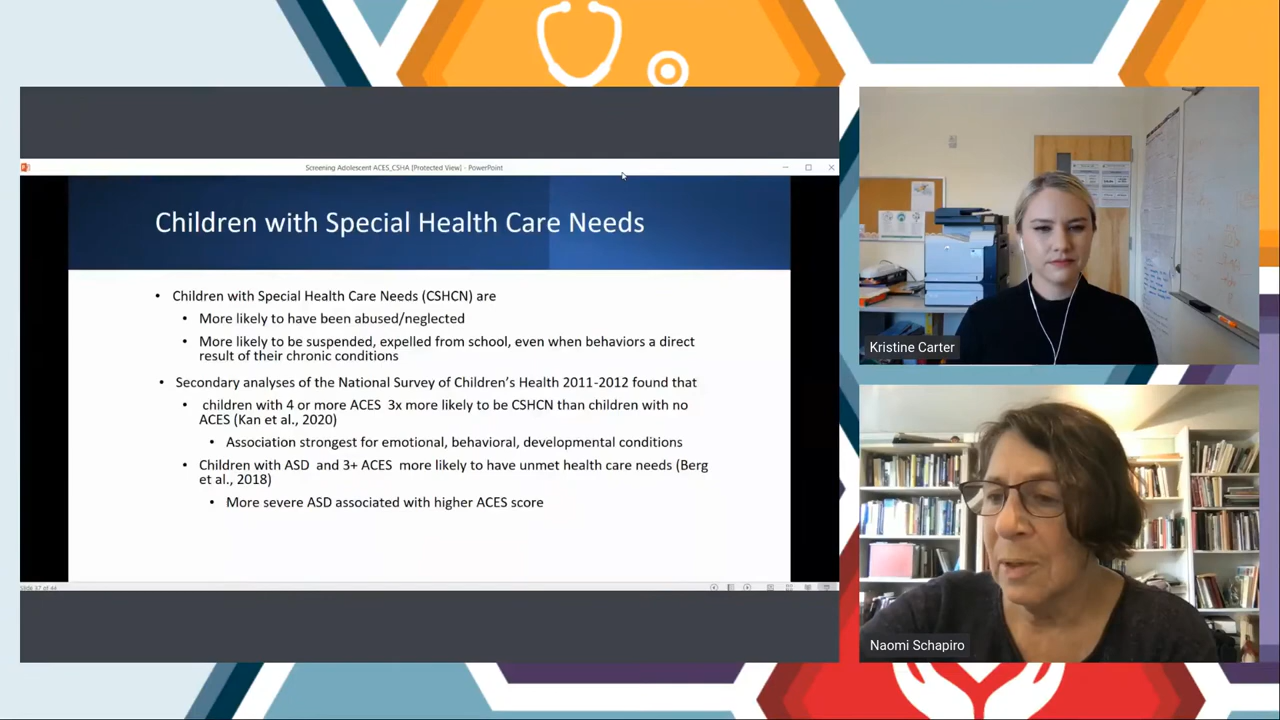 Screening Adolescent ACES_CSHA [Protected View] - PowerPoint
Children with Special Health Care Needs
• Children with Special Health Care Needs (CSHCN) are
• More likely to have been abused/neglected
• More likely to be suspended, expelled from school, even when behaviors a direct
result of their chronic conditions
• Secondary analyses of the National Survey of Children's Health 2011-2012 found that
• children with 4 or more ACES 3x more likely to be CSHCN than children with no
ACES (Kan et al., 2020)
• Association strongest for emotional, behavioral, developmental conditions
• Children with ASD and 3+ ACES more likely to have unmet health care needs (Berg
et al., 2018)
• More severe ASD associated with higher ACES score
Slide 37 of 44
Kristine Carter
Naomi Schapiro